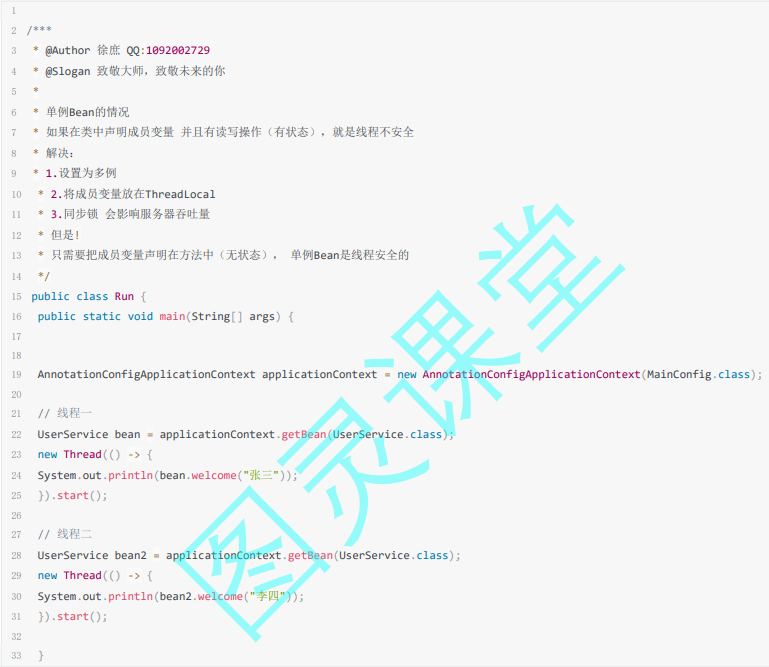 1
2 /***
3 * @Author 徐庶 QQ:1092002729
4 * @Slogan 致敬大师，致敬未来的你
5 *
6 * 单例Bean的情况
7 * 如果在类中声明成员变量 并且有读写操作（有状态），就是线程不安全
8 * 解决：
9 * 1.设置为多例
10 * 2.将成员变量放在ThreadLocal
11 * 3.同步锁 会影响服务器吞吐量
12 * 但是!
13 * 只需要把成员变量声明在方法中（无状态）， 单例Bean是线程安全的
14 */
15 public class Run {
16 public static void main(String[] args) {
17
18
19 AnnotationConfigApplicationContext applicationContext = new AnnotationConfigApplicationContext(MainConfig.class);
20
21 // 线程一
22 UserService bean = applicationContext.getBean(UserService.class);
23 new Thread(() -> {
24 System.out.println(bean.welcome("张三"));
25 }).start();
26
27 // 线程二
28 UserService bean2 = applicationContext.getBean(UserService.class);
29 new Thread(() -> {
30 System.out.println(bean2.welcome("李四"));
31 }).start();
32
33 }
图灵课堂